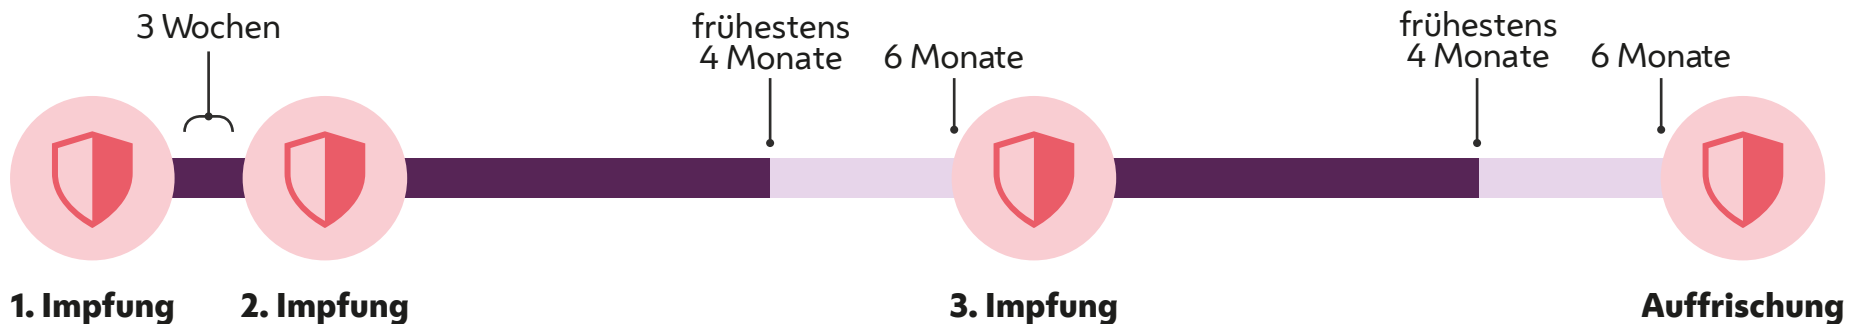 3 Wochen
frühestens
4 Monate
6 Monate
frühestens
4 Monate
6 Monate
1. Impfung
2. Impfung
3. Impfung
Auffrischung